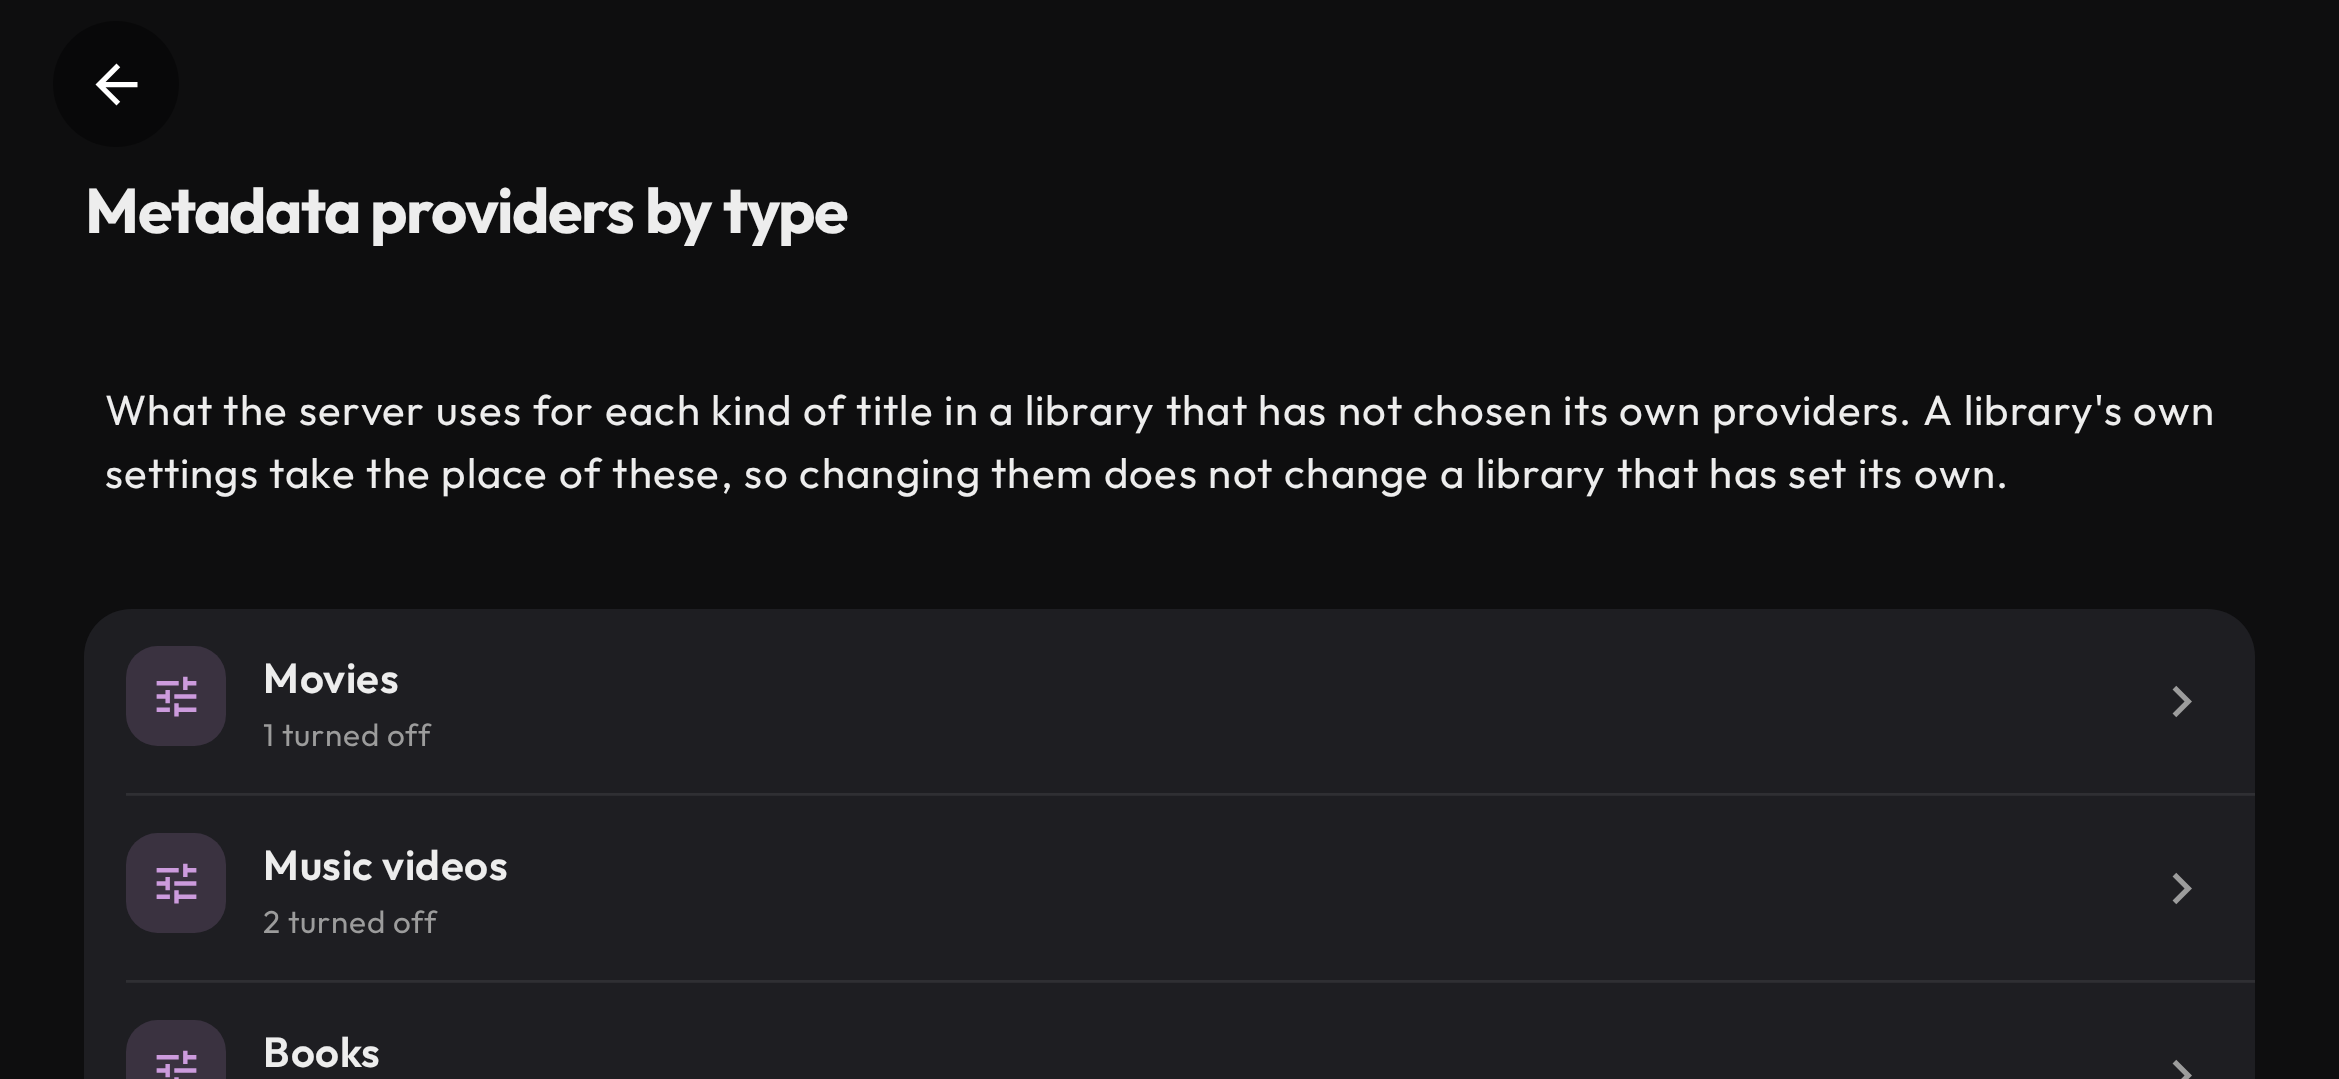 Metadata providers by type
What the server uses for each kind of title in a library that has not chosen its own providers. A library's own
settings take the place of these, so changing them does not change a library that has set its own.
Movies
1 turned off
Music videos
2 turned off
Books